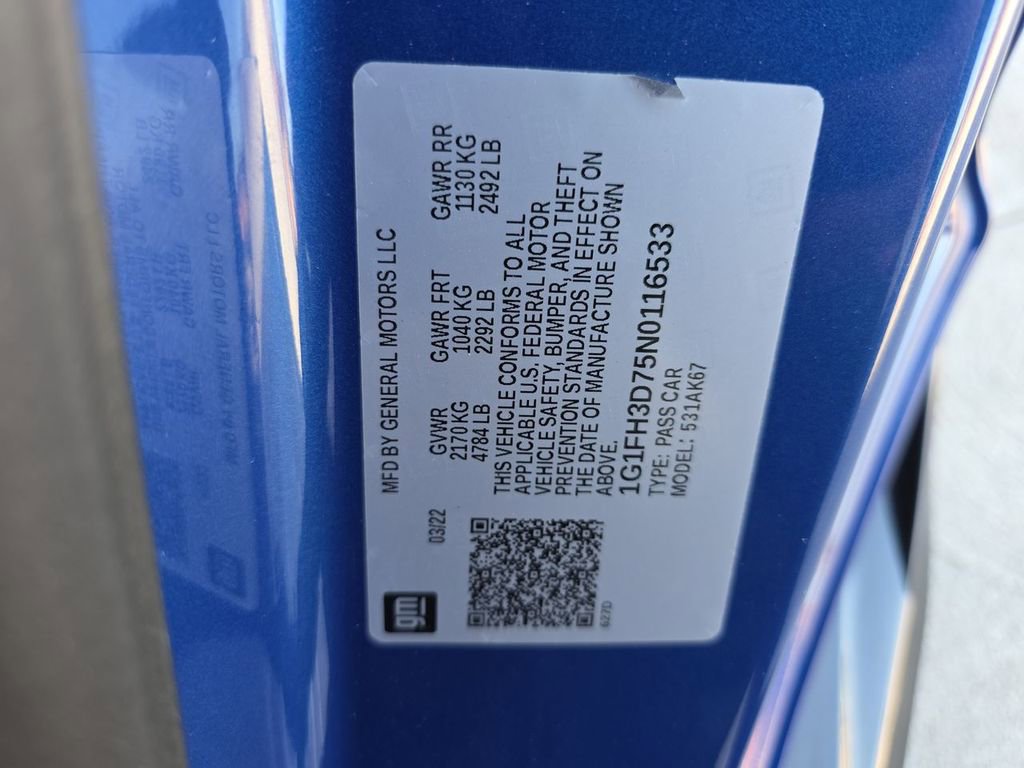 gm
03/22
MFD BY GENERAL MOTORS LLC
GVWR GAWR FRT GAWR RR
2170 KG 1040 KG 1130 KG
4784 LB 2292 LB 2492 LB
THIS VEHICLE CONFORMS TO ALL
APPLICABLE U.S. FEDERAL MOTOR
VEHICLE SAFETY, BUMPER, AND THEFT
PREVENTION STANDARDS IN EFFECT ON
THE DATE OF MANUFACTURE SHOWN
ABOVE.
1G1FH3D75N0116533
TYPE: PASS CAR
MODEL: 531AK67